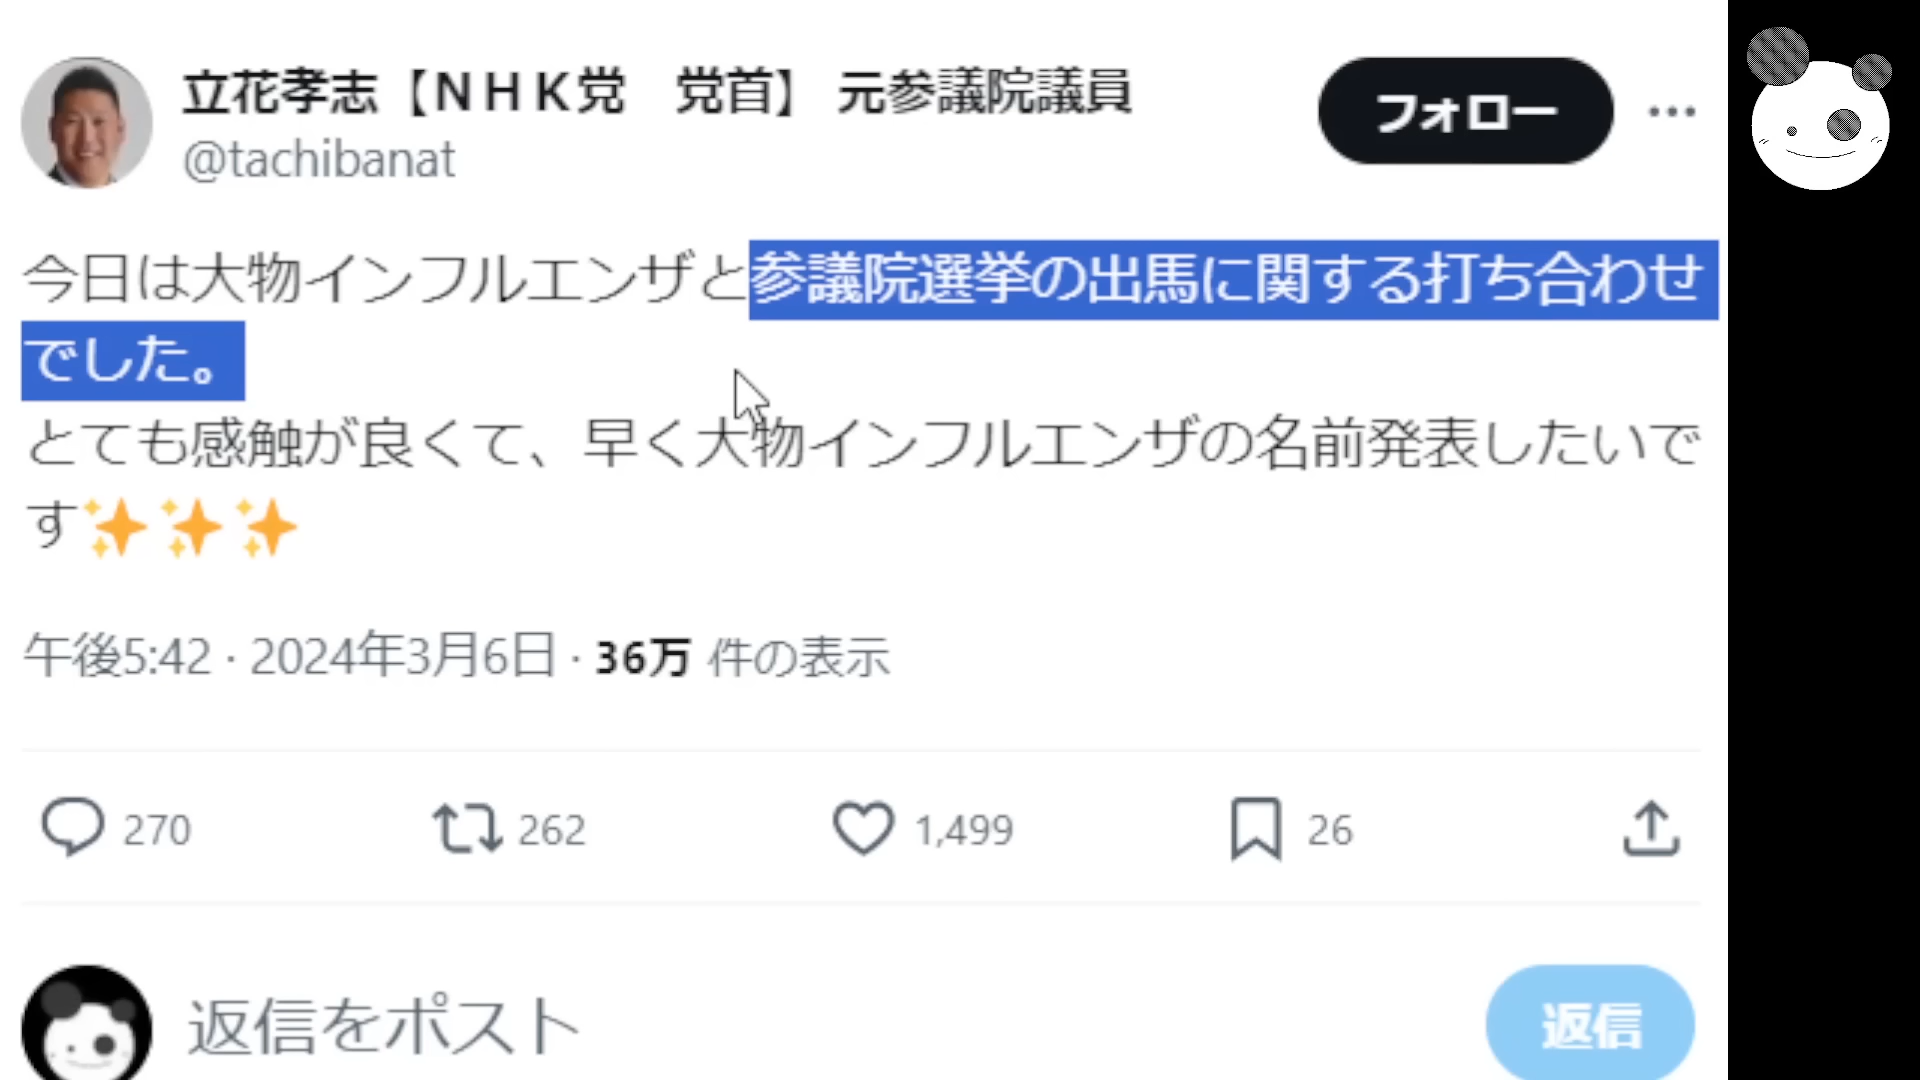 立花孝志【ＮＨＫ党　党首】 元参議院議員
@tachibanat
フォロー
今日は大物インフルエンザと参議院選挙の出馬に関する打ち合わせ
でした。
とても感触が良くて、早く大物インフルエンザの名前発表したいで
す✨✨✨
午後5:42 · 2024年3月6日 · 36万 件の表示
270
262
1,499
26
返信をポスト
返信